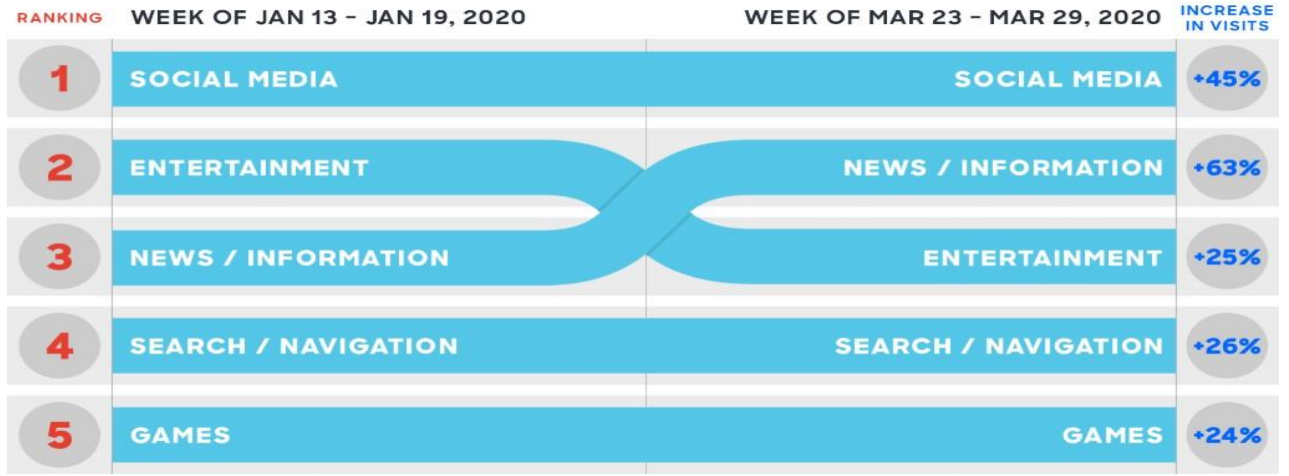 RANKING WEEK OF JAN 13 - JAN 19, 2020 WEEK OF MAR 23 - MAR 29, 2020 INCREASE IN VISITS
1 SOCIAL MEDIA SOCIAL MEDIA +45%
2 ENTERTAINMENT NEWS / INFORMATION +63%
3 NEWS / INFORMATION ENTERTAINMENT +25%
4 SEARCH / NAVIGATION SEARCH / NAVIGATION +26%
5 GAMES GAMES +24%